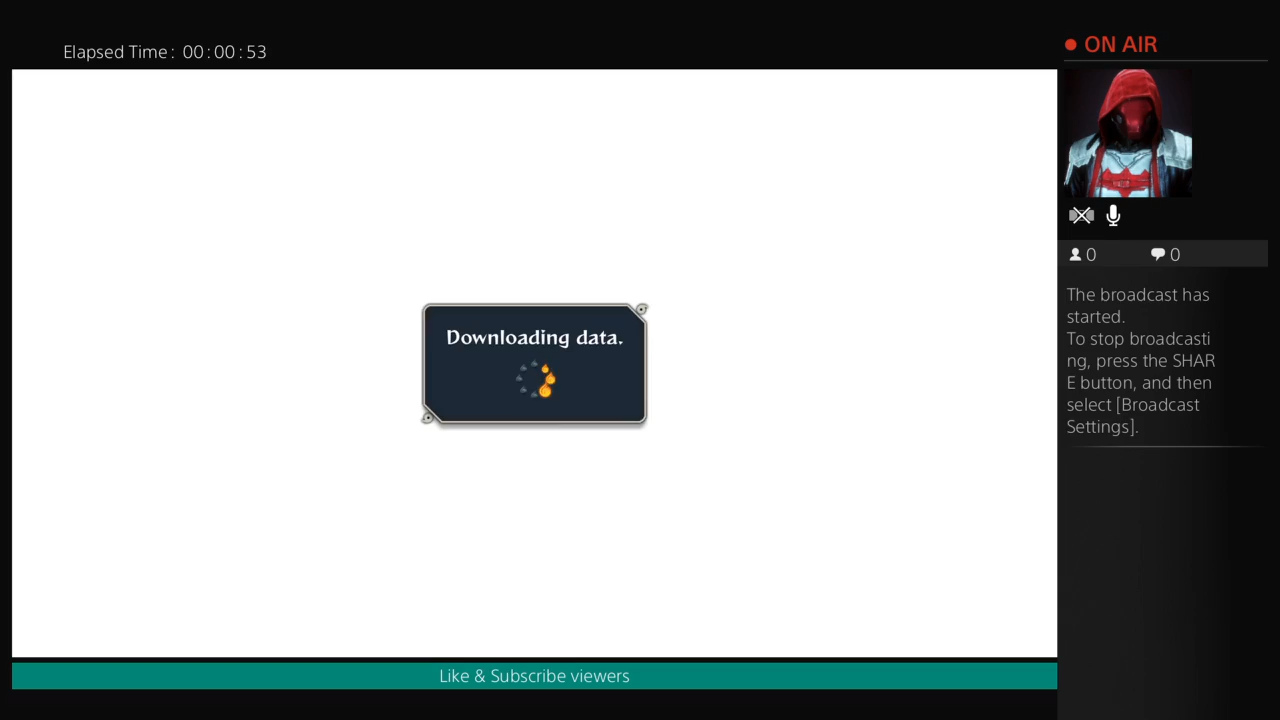 Elapsed Time: 00:00:53
ON AIR
0 0
The broadcast has
started.
To stop broadcasti
ng, press the SHAR
E button, and then
select [Broadcast
Settings].
Downloading data.
Like & Subscribe viewers